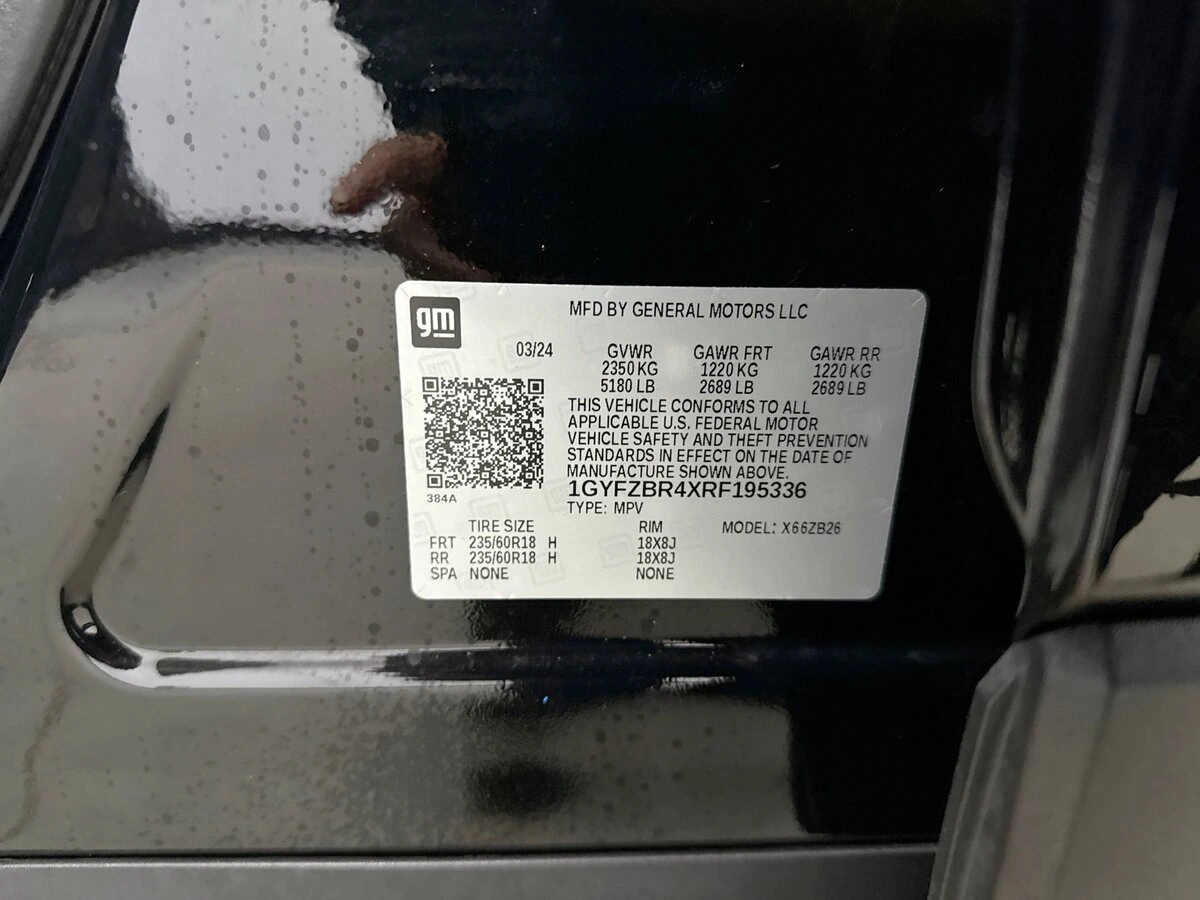 gm
MFD BY GENERAL MOTORS LLC
03/24 GVWR GAWR FRT GAWR RR
2350 KG 1220 KG 1220 KG
5180 LB 2689 LB 2689 LB
THIS VEHICLE CONFORMS TO ALL
APPLICABLE U.S. FEDERAL MOTOR
VEHICLE SAFETY AND THEFT PREVENTION
STANDARDS IN EFFECT ON THE DATE OF
MANUFACTURE SHOWN ABOVE.
384A
1GYFZBR4XRF195336
TYPE: MPV
TIRE SIZE RIM MODEL: X66ZB26
FRT 235/60R18 H 18X8J
RR 235/60R18 H 18X8J
SPA NONE NONE